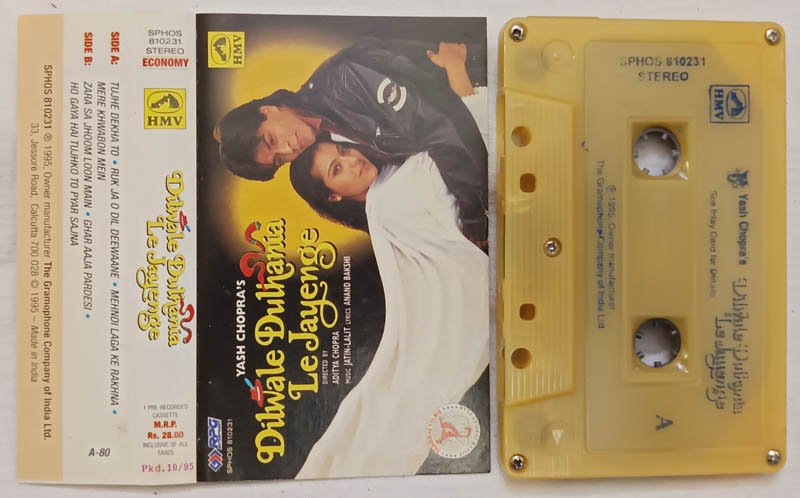 SPHOS 810231 ℗ 1995, Owner manufacturer The Gramophone Company of India Ltd.
33, Jessore Road, Calcutta 700 028 © 1995 - Made in India
SIDE A: TUJHE DEKHA TO • RUK JA O DIL DEEWAANE • MEHNDI LAGA KE RAKHNA •
MERE KHWABON MEIN
SIDE B: ZARA SA JHOOM LOON MAIN • GHAR AAJA PARDESI •
HO GAYA HAI TUJHKO TO PYAR SAJNA
SPHOS
810231
STEREO
ECONOMY
HMV
Dilwale Dulhania
Le Jayenge
1 PRE-RECORDED
CASSETTE
M.R.P.
Rs. 28.00
INCLUSIVE OF ALL
TAXES
A-80
Pkd.10/95
HMV
YASH CHOPRA'S
Dilwale Dulhania
Le Jayenge
DIRECTED BY
ADITYA CHOPRA
MUSIC JATIN-LALIT LYRICS ANAND BAKSHI
RPG
SPHOS 810231
SPHOS 810231
STEREO
HMV
℗ 1995, Owner manufacturer
The Gramophone Company of India Ltd
Yash Chopra's
Dilwale Dulhania
Le Jayenge
See Inlay Card for Details
A